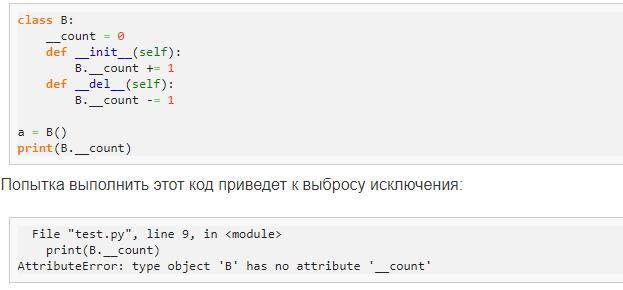 class B:
    __count = 0
    def __init__(self):
        B.__count += 1
    def __del__(self):
        B.__count -= 1

a = B()
print(B.__count)
Попытка выполнить этот код приведет к выбросу исключения:
  File "test.py", line 9, in <module>
    print(B.__count)
AttributeError: type object 'B' has no attribute '__count'